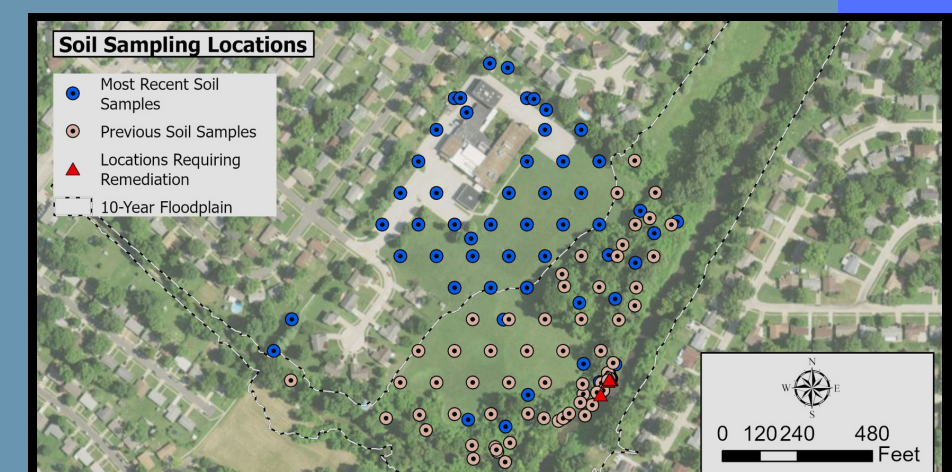 Soil Sampling Locations
Most Recent Soil
Samples
Previous Soil Samples
Locations Requiring
Remediation
10-Year Floodplain
N
W E
S
0 120 240 480
Feet